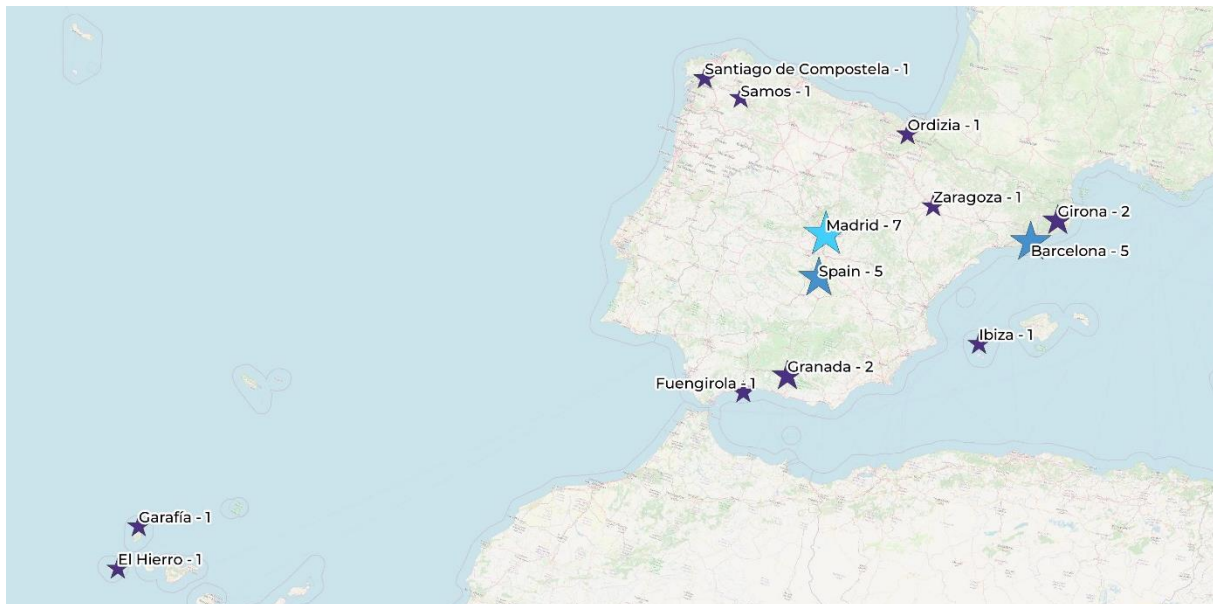 Santiago de Compostela - 1
Samos - 1
Ordizia - 1
Zaragoza - 1
Girona - 2
Madrid - 7
Barcelona - 5
Spain - 5
Ibiza - 1
Granada - 2
Fuengirola - 1
Garafía - 1
El Hierro - 1